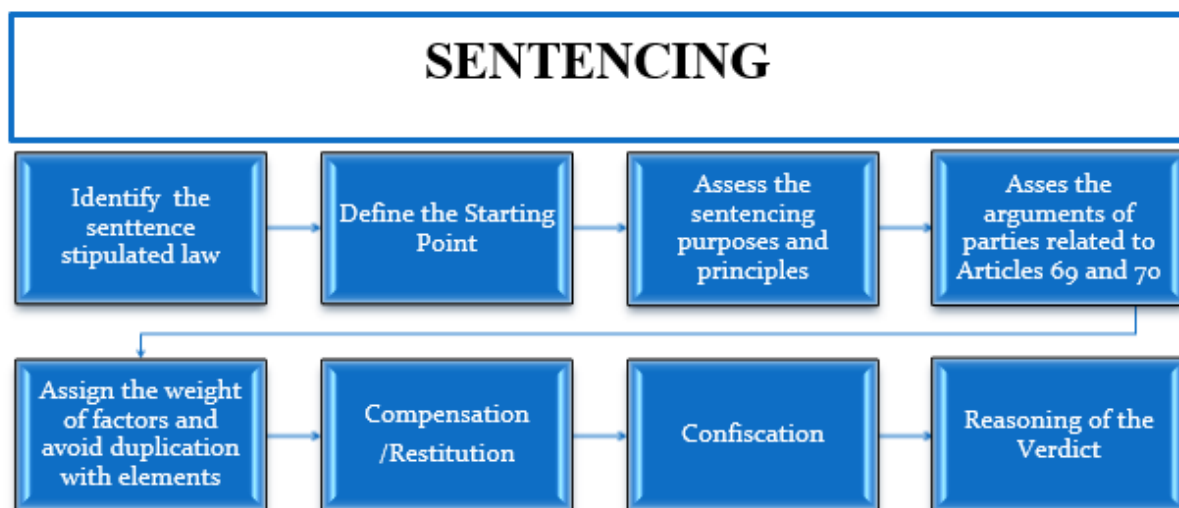 SENTENCING
Identify the
senttence
stipulated law
Define the Starting
Point
Assess the
sentencing
purposes and
principles
Asses the
arguments of
parties related to
Articles 69 and 70
Assign the weight
of factors and
avoid duplication
with elements
Compensation
/Restitution
Confiscation
Reasoning of the
Verdict